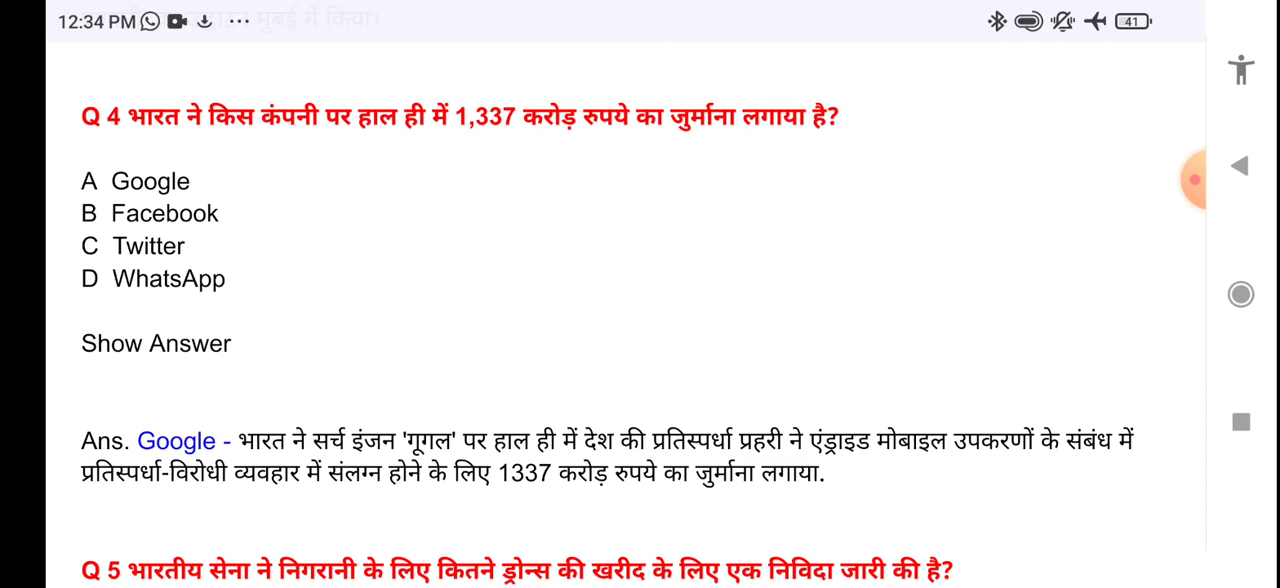 12:34 PM
मुबई में किया।
41
Q 4 भारत ने किस कंपनी पर हाल ही में 1,337 करोड़ रुपये का जुर्माना लगाया है?
A Google
B Facebook
C Twitter
D WhatsApp
Show Answer
Ans. Google - भारत ने सर्च इंजन 'गूगल' पर हाल ही में देश की प्रतिस्पर्धा प्रहरी ने एंड्राइड मोबाइल उपकरणों के संबंध में
प्रतिस्पर्धा-विरोधी व्यवहार में संलग्न होने के लिए 1337 करोड़ रुपये का जुर्माना लगाया.
Q 5 भारतीय सेना ने निगरानी के लिए कितने ड्रोन्स की खरीद के लिए एक निविदा जारी की है?